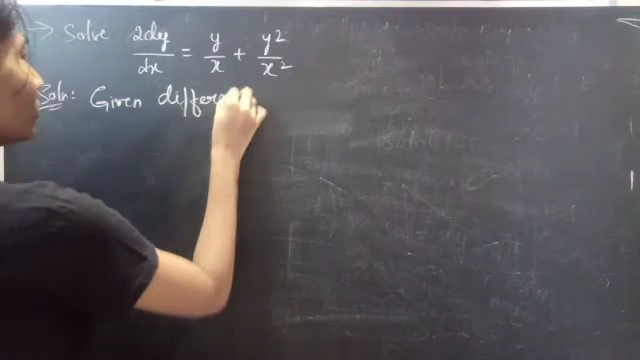 → Solve 2dy/dx = y/x + y2/x2
Soln: Given differe